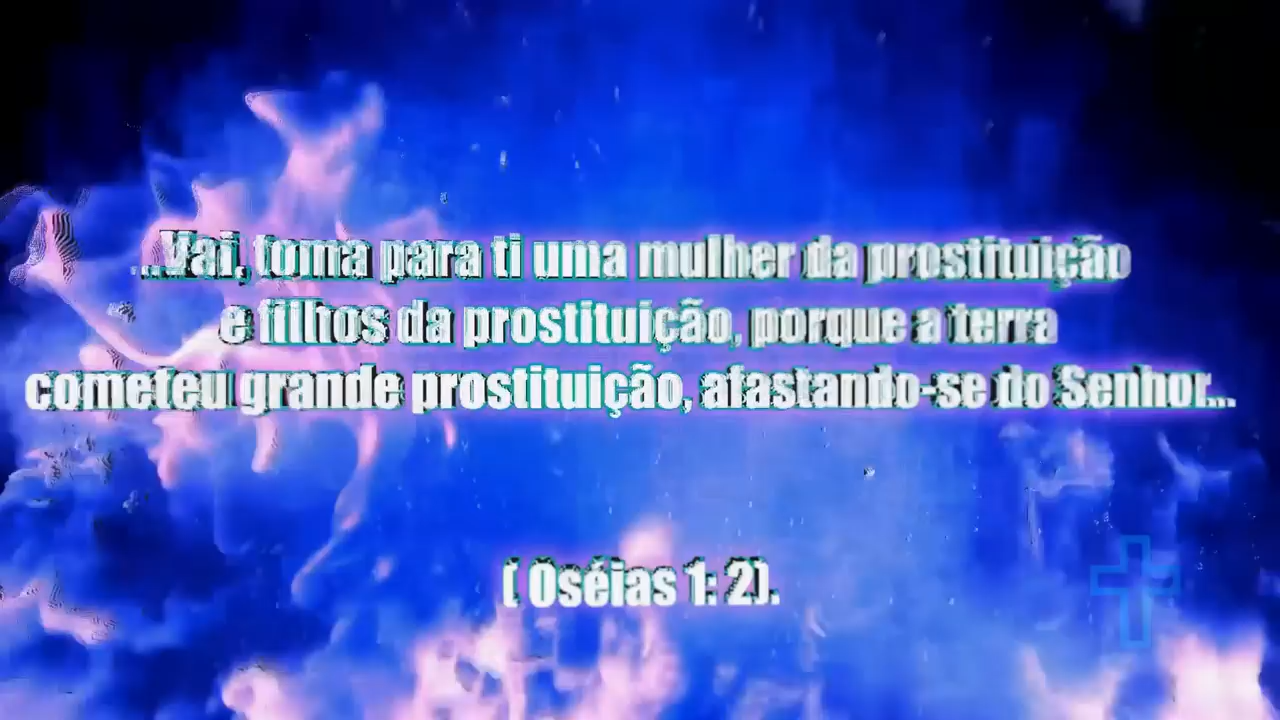 ...Vai, toma para ti uma mulher da prostituição
e filhos da prostituição, porque a terra
cometeu grande prostituição, afastando-se do Senhor...
( Oséias 1: 2).